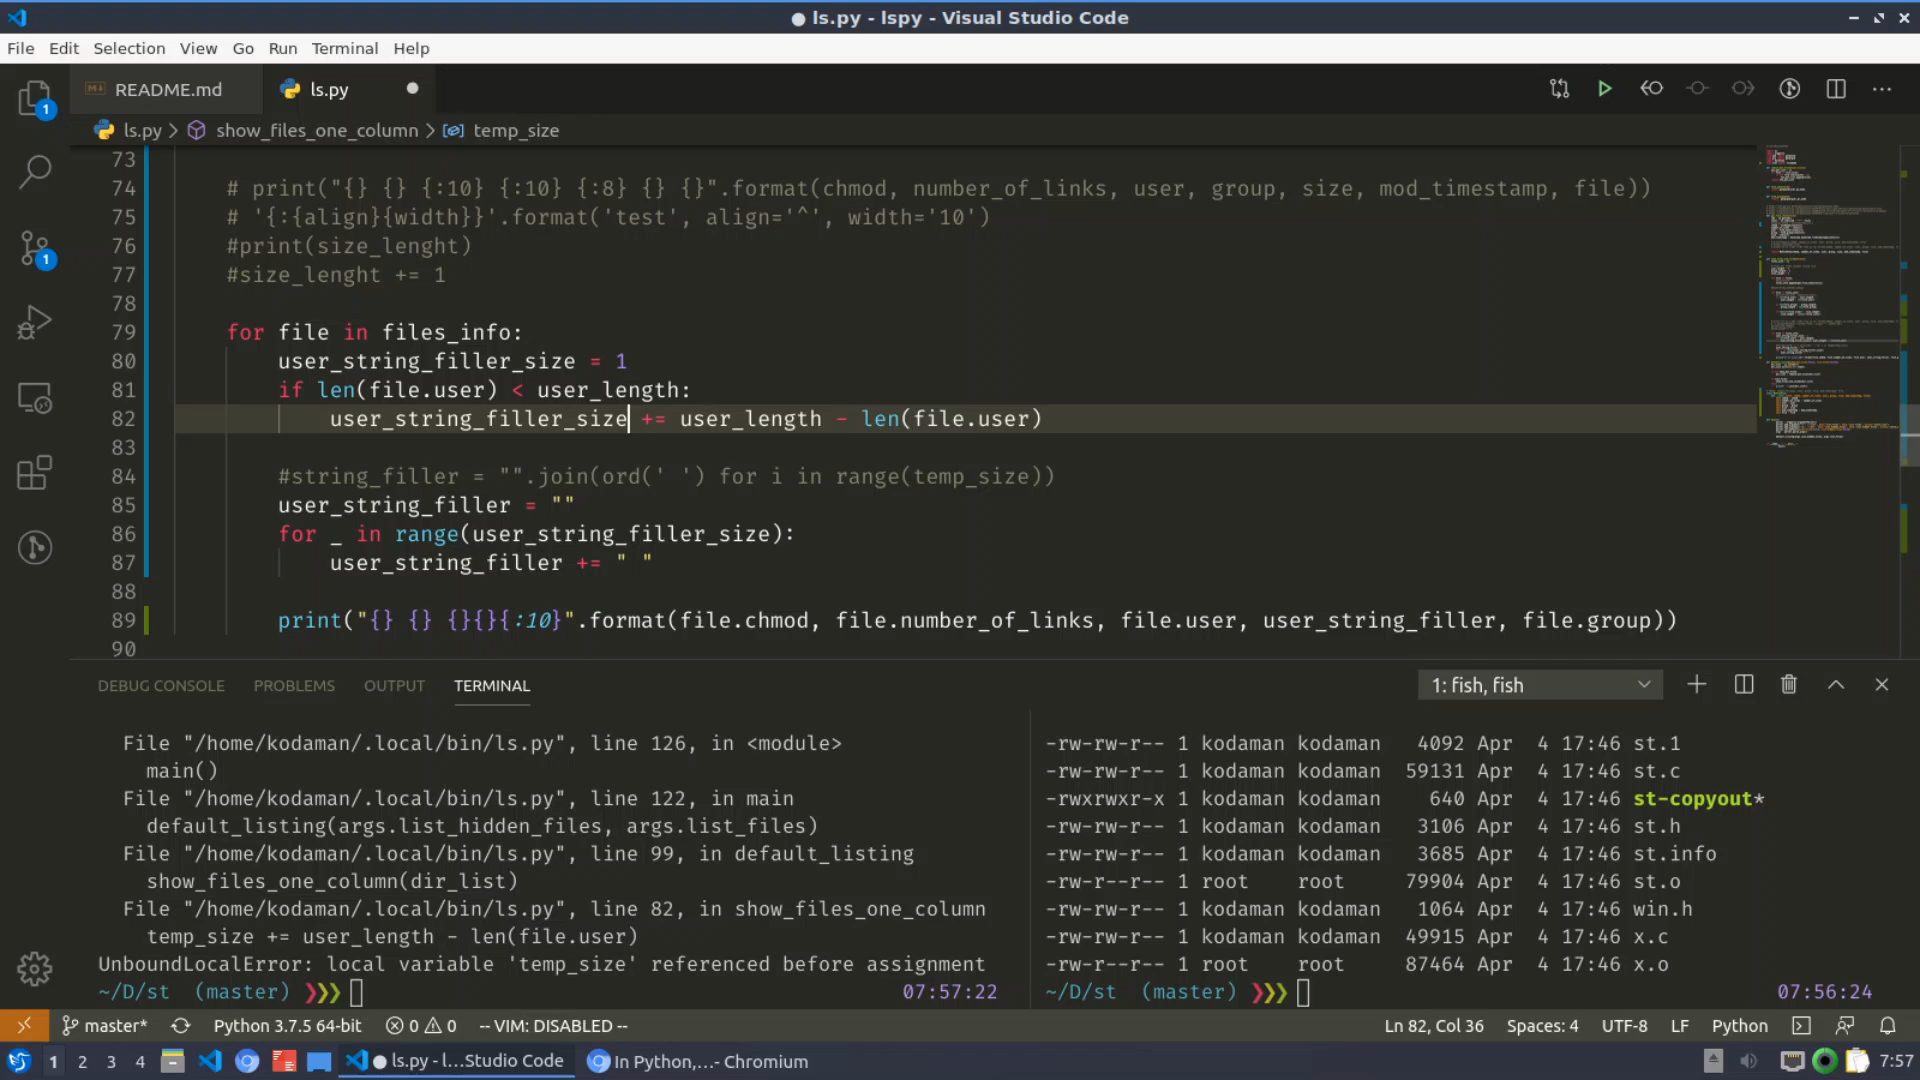 ls.py - lspy - Visual Studio Code
File Edit Selection View Go Run Terminal Help
README.md ls.py
ls.py > show_files_one_column > temp_size
73
74 # print("{} {} {:10} {:10} {:8} {} {}".format(chmod, number_of_links, user, group, size, mod_timestamp, file))
75 # '{:{align}{width}}'.format('test', align='^', width='10')
76 #print(size_lenght)
77 #size_lenght += 1
78
79 for file in files_info:
80 user_string_filler_size = 1
81 if len(file.user) < user_length:
82 user_string_filler_size += user_length - len(file.user)
83
84 #string_filler = "".join(ord(' ') for i in range(temp_size))
85 user_string_filler = ""
86 for _ in range(user_string_filler_size):
87 user_string_filler += " "
88
89 print("{} {} {}{}{:10}".format(file.chmod, file.number_of_links, file.user, user_string_filler, file.group))
90
DEBUG CONSOLE PROBLEMS OUTPUT TERMINAL 1: fish, fish
File "/home/kodaman/.local/bin/ls.py", line 126, in <module>
main()
File "/home/kodaman/.local/bin/ls.py", line 122, in main
default_listing(args.list_hidden_files, args.list_files)
File "/home/kodaman/.local/bin/ls.py", line 99, in default_listing
show_files_one_column(dir_list)
File "/home/kodaman/.local/bin/ls.py", line 82, in show_files_one_column
temp_size += user_length - len(file.user)
UnboundLocalError: local variable 'temp_size' referenced before assignment
~/D/st (master) ❯❯❯ 07:57:22
-rw-rw-r-- 1 kodaman kodaman 4092 Apr 4 17:46 st.1
-rw-rw-r-- 1 kodaman kodaman 59131 Apr 4 17:46 st.c
-rwxrwxr-x 1 kodaman kodaman 640 Apr 4 17:46 st-copyout*
-rw-rw-r-- 1 kodaman kodaman 3106 Apr 4 17:46 st.h
-rw-rw-r-- 1 kodaman kodaman 3685 Apr 4 17:46 st.info
-rw-r--r-- 1 root root 79904 Apr 4 17:46 st.o
-rw-rw-r-- 1 kodaman kodaman 1064 Apr 4 17:46 win.h
-rw-rw-r-- 1 kodaman kodaman 49915 Apr 4 17:46 x.c
-rw-r--r-- 1 root root 87464 Apr 4 17:46 x.o
~/D/st (master) ❯❯❯ 07:56:24
master* Python 3.7.5 64-bit 0 0 -- VIM: DISABLED -- Ln 82, Col 36 Spaces: 4 UTF-8 LF Python
1 2 3 4 ls.py - l...Studio Code In Python,...- Chromium 7:57